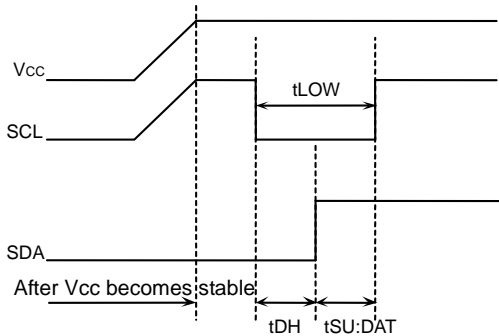 VCC
tLOW
SCL
SDA
After Vcc becomes stable
tDH
tSU:DAT